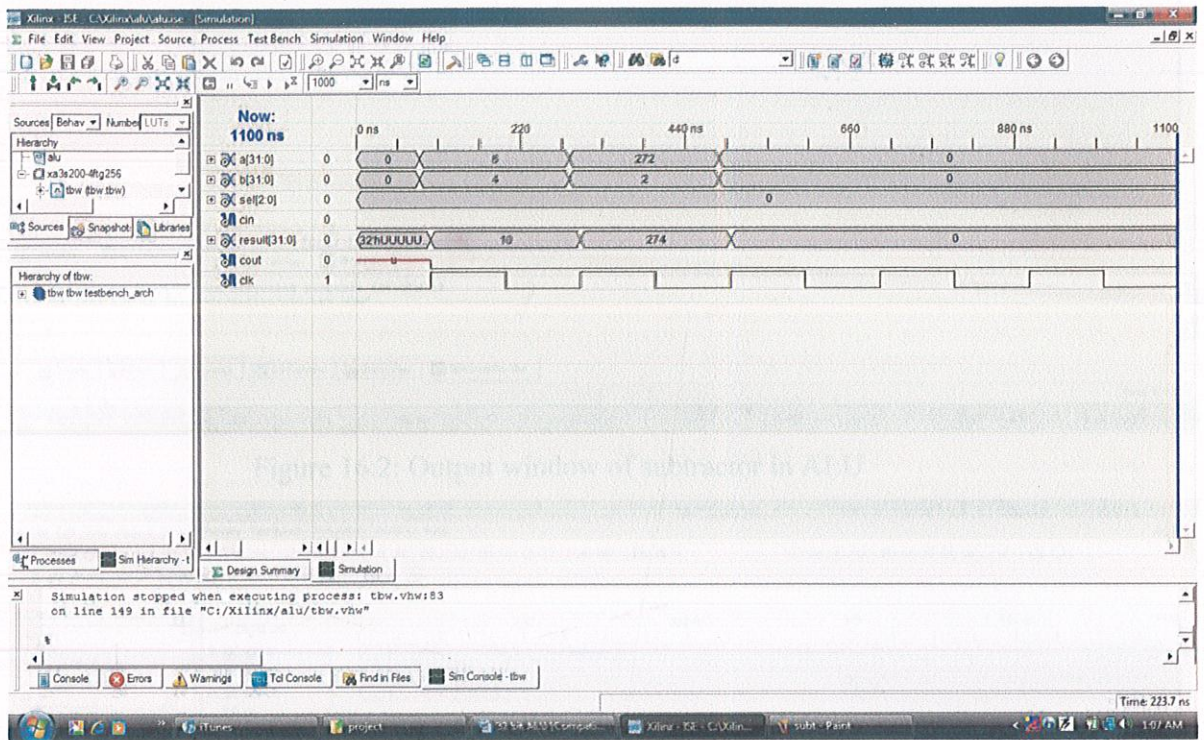 Xilinx - ISE - C:\Xilinx\alu\alu.ise - [Simulation]
File Edit View Project Source Process Test Bench Simulation Window Help
1000 ns
Sources Behav Number LUTs
Hierarchy
alu
xa3s200-4ftg256
tbw (tbw.tbw)
Sources Snapshot Libraries
Hierarchy of tbw:
tbw tbw testbench_arch
Processes Sim Hierarchy - t
Now:
1100 ns
0 ns 220 440 ns 660 880 ns 1100
a[31:0] 0 0 6 272 0
b[31:0] 0 0 4 2 0
sel[2:0] 0 0
cin 0
result[31:0] 0 32'hUUUUU 10 274 0
cout 0 U
clk 1
Figure 16.2: Output window of subtractor in ALU
Design Summary Simulation
Simulation stopped when executing process: tbw.vhw:83
on line 149 in file "C:/Xilinx/alu/tbw.vhw"
%
Console Errors Warnings Tcl Console Find in Files Sim Console - tbw
Time: 223.7 ns
iTunes project 32 bit ALU [Compati... Xilinx - ISE - C:\Xilin... subt - Paint 1:07 AM